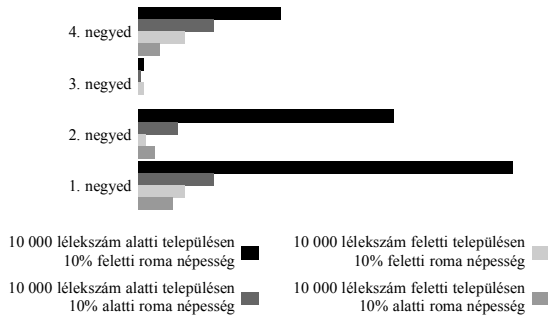 4. negyed
3. negyed
2. negyed
1. negyed
10 000 lélekszám alatti településen
10% feletti roma népesség
10 000 lélekszám feletti településen
10% feletti roma népesség
10 000 lélekszám alatti településen
10% alatti roma népesség
10 000 lélekszám feletti településen
10% alatti roma népesség